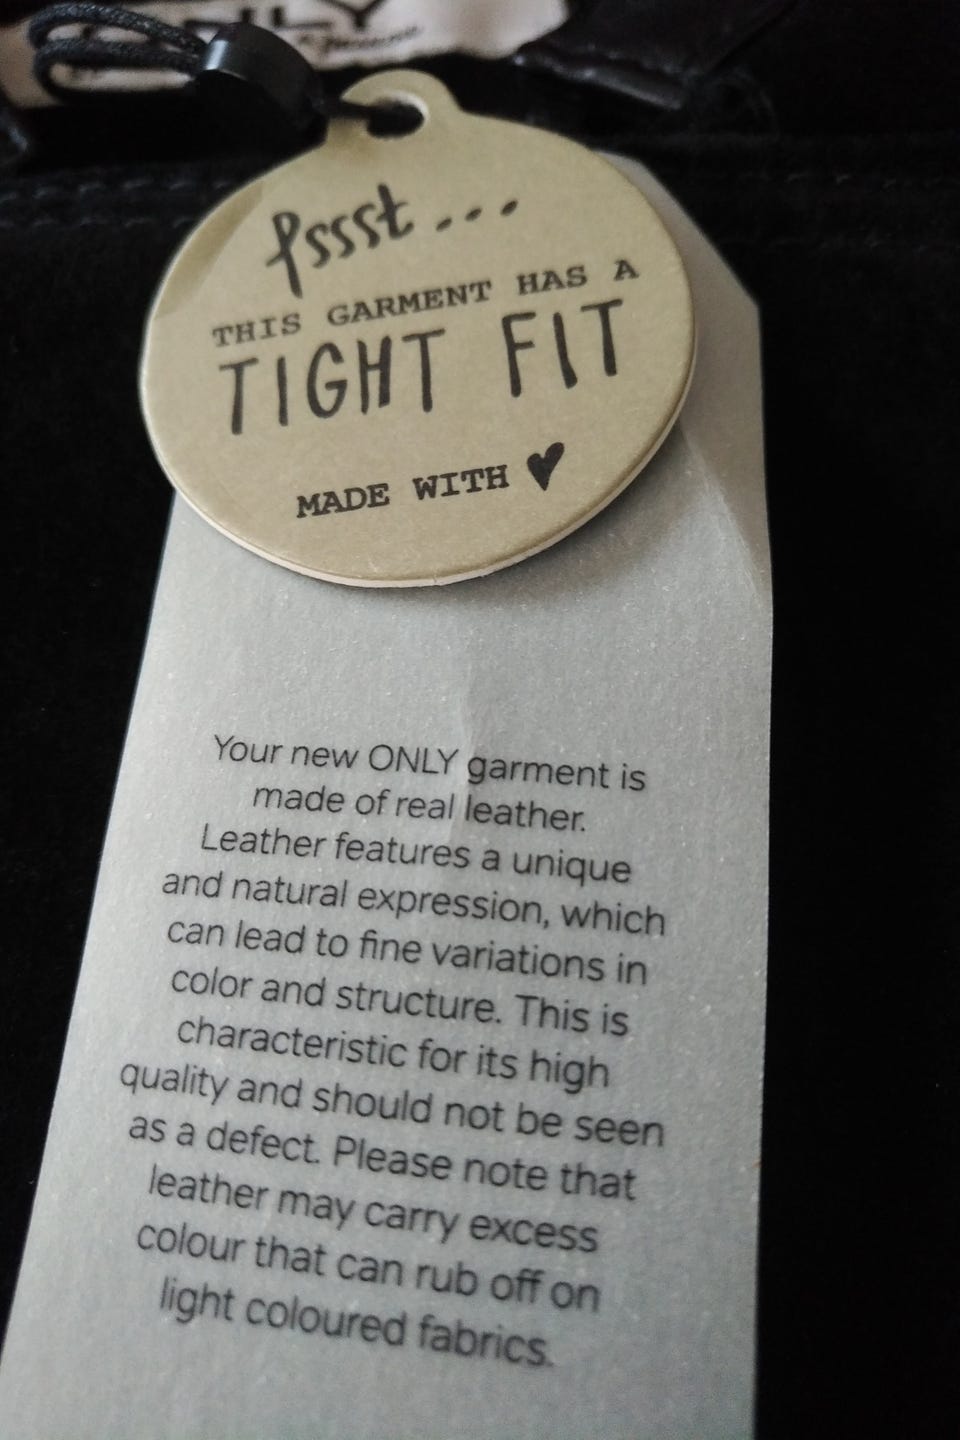 ONLY
Pssst...
THIS GARMENT HAS A
TIGHT FIT
MADE WITH ♥
Your new ONLY garment is
made of real leather.
Leather features a unique
and natural expression, which
can lead to fine variations in
color and structure. This is
characteristic for its high
quality and should not be seen
as a defect. Please note that
leather may carry excess
colour that can rub off on
light coloured fabrics.